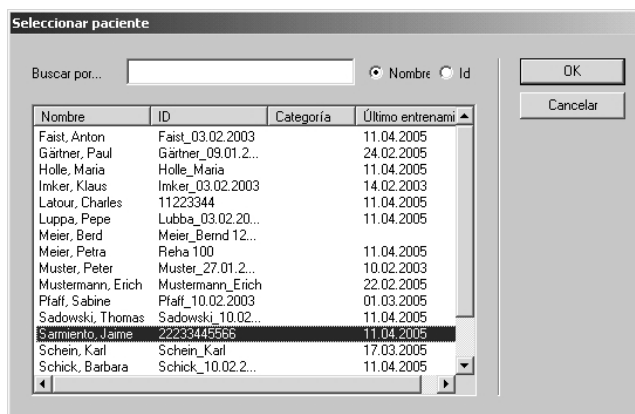 Seleccionar paciente
Buscar por... Nombre Id OK
Cancelar
Nombre ID Categoría Último entrenami
Faist, Anton Faist_03.02.2003 11.04.2005
Gärtner, Paul Gärtner_09.01.2... 24.02.2005
Holle, Maria Holle_Maria 11.04.2005
Imker, Klaus Imker_03.02.2003 14.02.2003
Latour, Charles 11223344 11.04.2005
Luppa, Pepe Lubba_03.02.20... 11.04.2005
Meier, Berd Meier_Bernd 12...
Meier, Petra Reha 100 11.04.2005
Muster, Peter Muster_27.01.2... 10.02.2003
Mustermann, Erich Mustermann_Erich 22.02.2005
Pfaff, Sabine Pfaff_10.02.2003 01.03.2005
Sadowski, Thomas Sadowski_10.02... 11.04.2005
Sarmiento, Jaime 22233445566 11.04.2005
Schein, Karl Schein_Karl 17.03.2005
Schick, Barbara Schick_10.02.2... 11.04.2005